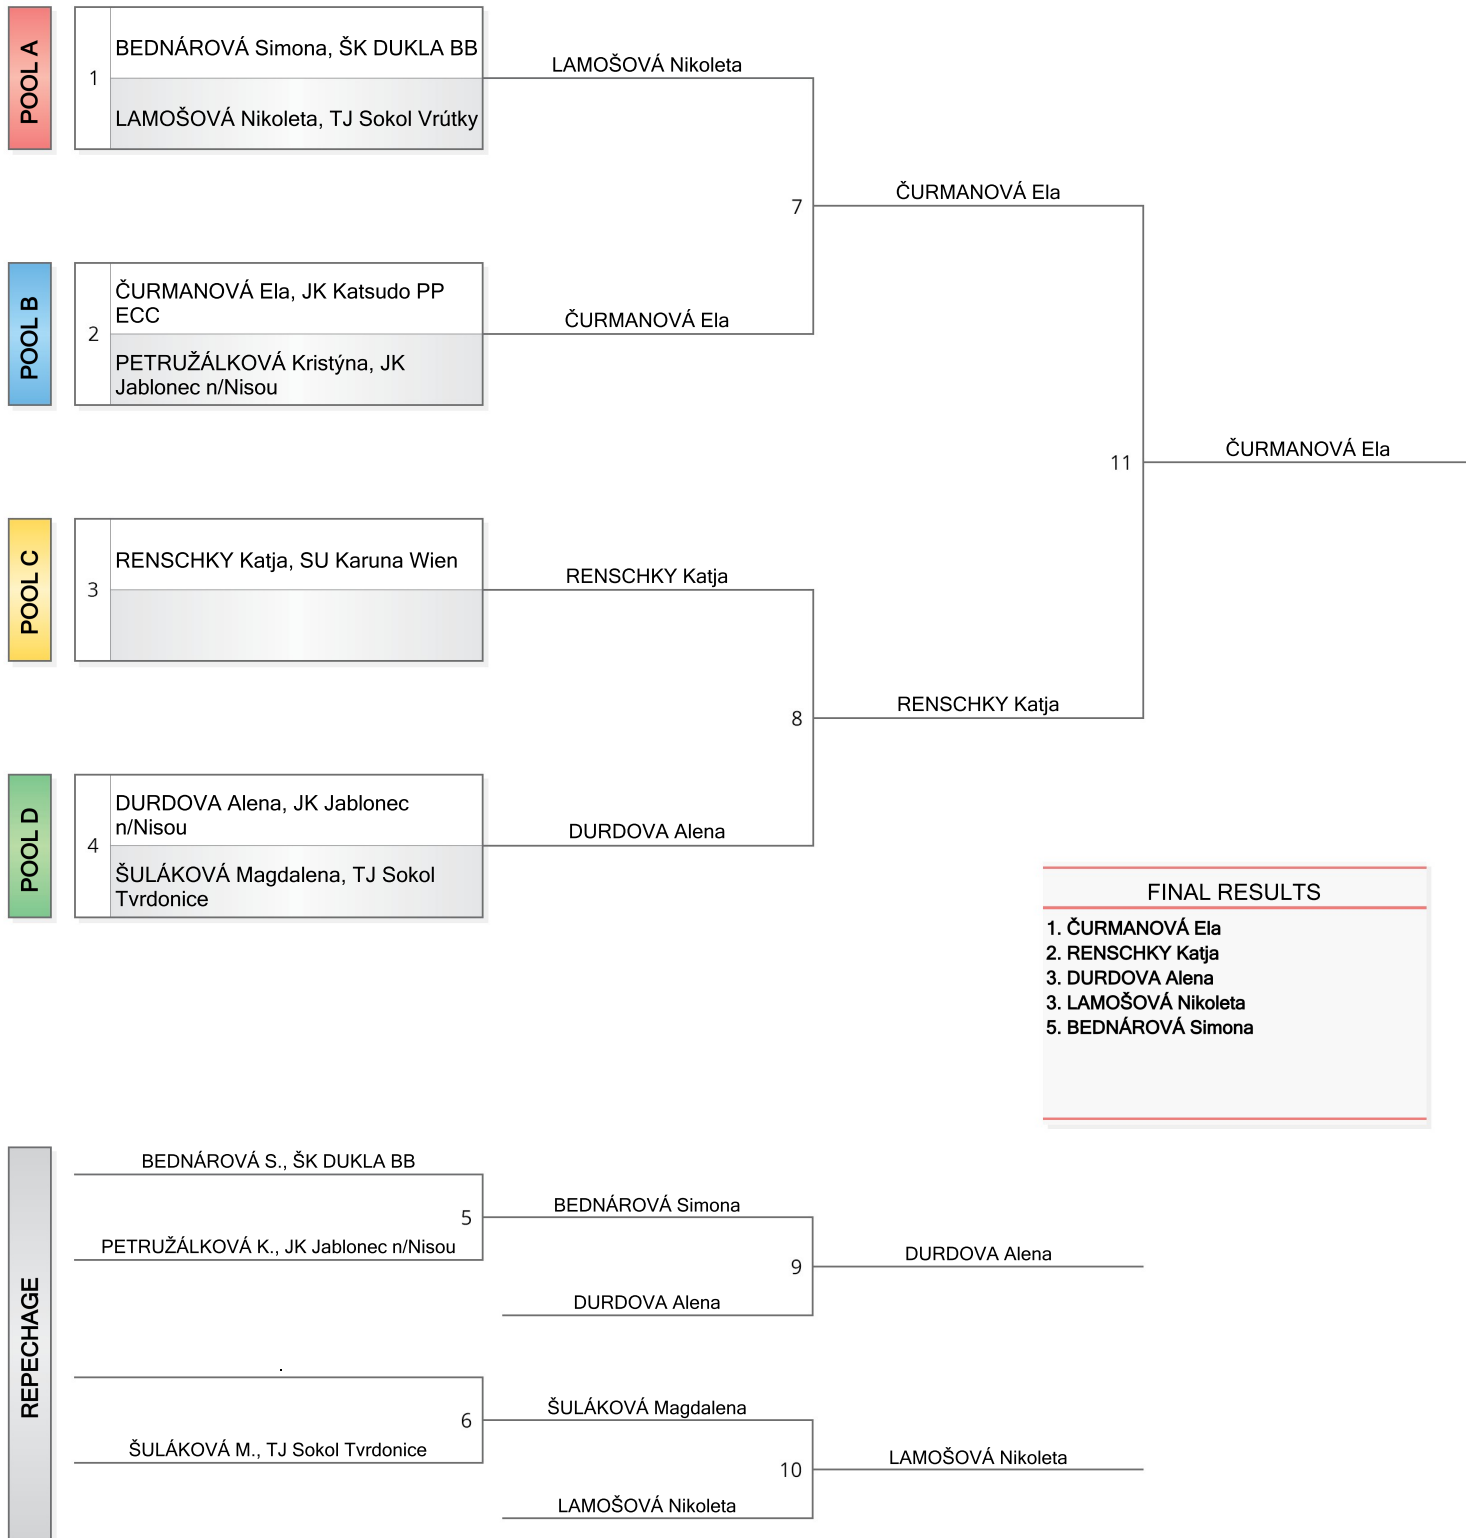 POOL A
1
BEDNÁROVÁ Simona, ŠK DUKLA BB
LAMOŠOVÁ Nikoleta, TJ Sokol Vrútky
LAMOŠOVÁ Nikoleta
7
ČURMANOVÁ Ela
POOL B
2
ČURMANOVÁ Ela, JK Katsudo PP
ECC
PETRUŽÁLKOVÁ Kristýna, JK
Jablonec n/Nisou
ČURMANOVÁ Ela
11
ČURMANOVÁ Ela
POOL C
3
RENSCHKY Katja, SU Karuna Wien
RENSCHKY Katja
8
RENSCHKY Katja
POOL D
4
DURDOVA Alena, JK Jablonec
n/Nisou
ŠULÁKOVÁ Magdalena, TJ Sokol
Tvrdonice
DURDOVA Alena
FINAL RESULTS
1. ČURMANOVÁ Ela
2. RENSCHKY Katja
3. DURDOVA Alena
3. LAMOŠOVÁ Nikoleta
5. BEDNÁROVÁ Simona
REPECHAGE
BEDNÁROVÁ S., ŠK DUKLA BB
5
PETRUŽÁLKOVÁ K., JK Jablonec n/Nisou
BEDNÁROVÁ Simona
9
DURDOVA Alena
DURDOVA Alena
.
6
ŠULÁKOVÁ M., TJ Sokol Tvrdonice
ŠULÁKOVÁ Magdalena
10
LAMOŠOVÁ Nikoleta
LAMOŠOVÁ Nikoleta